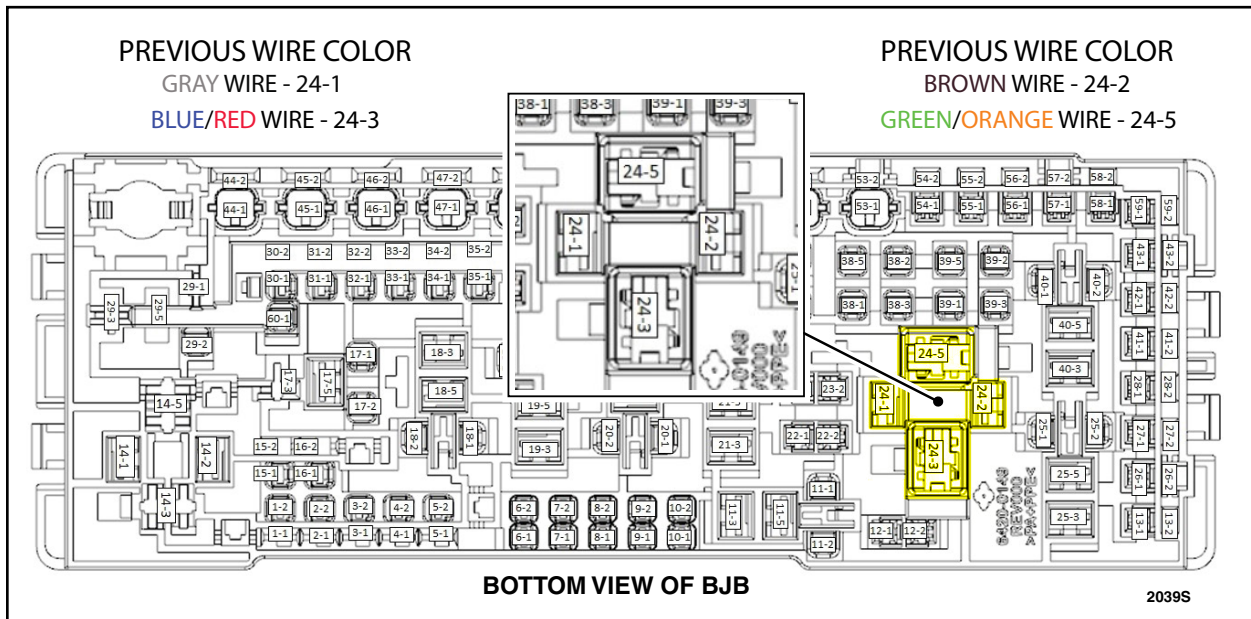 PREVIOUS WIRE COLOR
GRAY WIRE - 24-1
BLUE/RED WIRE - 24-3
PREVIOUS WIRE COLOR
BROWN WIRE - 24-2
GREEN/ORANGE WIRE - 24-5
38-1 38-3 39-1 39-3
24-5
24-1 24-2
24-3
25-1
44-2 45-2 46-2 47-2
44-1 45-1 46-1 47-1
30-2 31-2 32-2 33-2 34-2 35-2
29-1
30-1 31-1 32-1 33-1 34-1 35-1
29-3 29-5
60-1
29-2
17-1
17-3 17-5
17-2
18-3
18-5
14-5
18-2 18-1
14-1 14-2
15-2 16-2
15-1 16-1
14-3
1-2 2-2 3-2 4-2 5-2
1-1 2-1 3-1 4-1 5-1
19-5
19-3
20-2 20-1
21-3
6-2 7-2 8-2 9-2 10-2
6-1 7-1 8-1 9-1 10-1
11-3 11-5
11-1
11-2
22-1 22-2
23-2
12-1 12-2
53-2 54-2 55-2 56-2 57-2 58-2
53-1 54-1 55-1 56-1 57-1 58-1
59-1 59-2
38-5 38-2 39-5 39-2
38-1 38-3 39-1 39-3
40-1 40-2
43-1 43-2
42-1 42-2
40-5
41-1 41-2
40-3
24-5
24-1 24-2
24-3
28-1 28-2
25-1 25-2
27-1 27-2
25-5
26-1 26-2
25-3
13-1 13-2
BOTTOM VIEW OF BJB
2039S